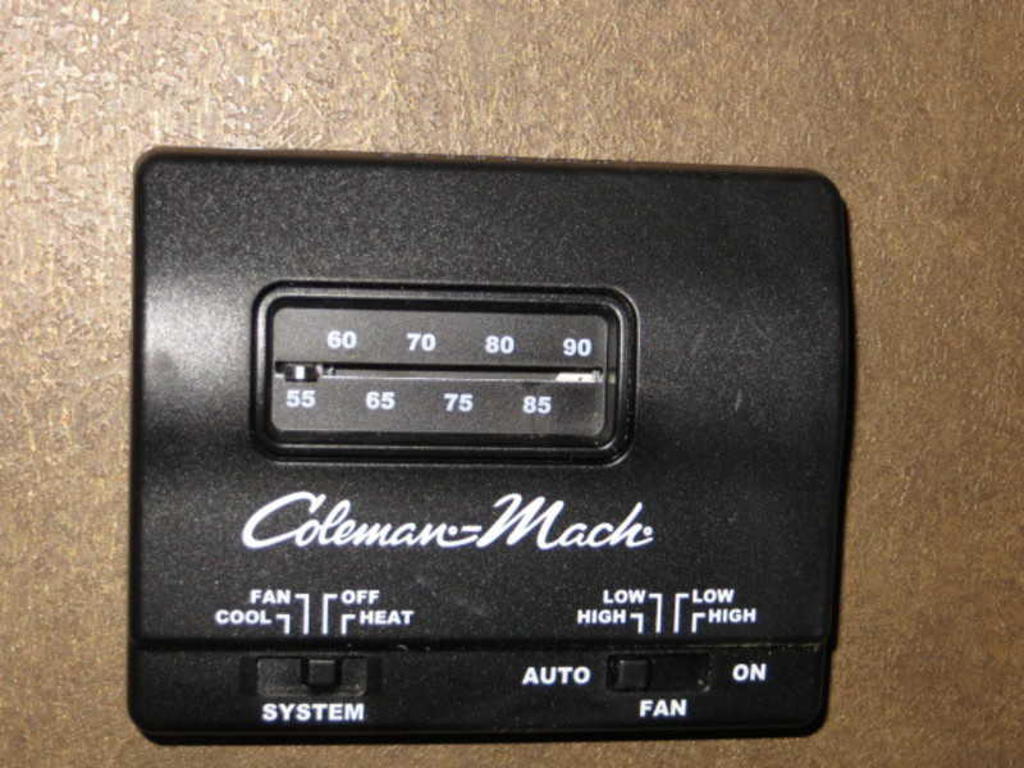 60 70 80 90
55 65 75 85
Coleman-Mach
FAN OFF LOW LOW
COOL HEAT HIGH HIGH
AUTO ON
SYSTEM FAN